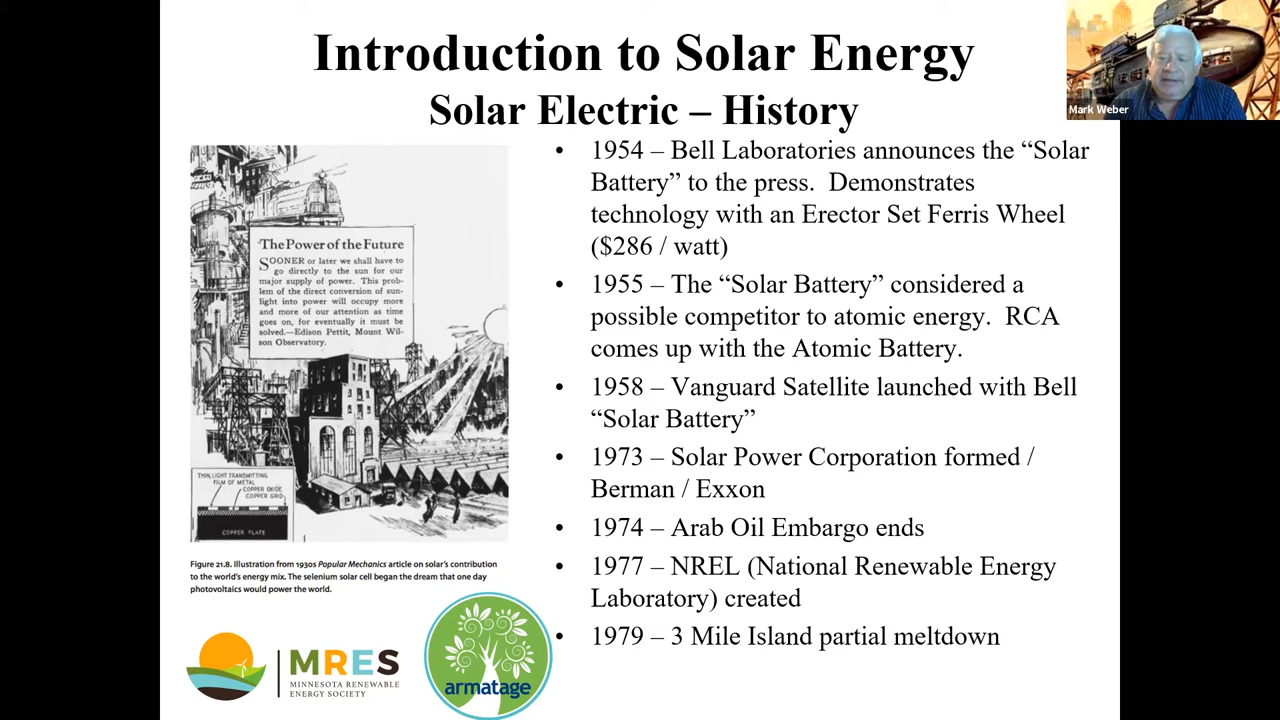 Introduction to Solar Energy
Solar Electric – History
Mark Weber
The Power of the Future
SOONER or later we shall have to
go directly to the sun for our
major supply of power. This prob-
lem of the direct conversion of sun-
light into power will occupy more
and more of our attention as time
goes on, for eventually it must be
solved.—Edison Pettit, Mount Wil-
son Observatory.
THIN, LIGHT TRANSMITTING
FILM OF METAL
COPPER OXIDE
COPPER GRID
COPPER PLATE
Figure 21.8. Illustration from 1930s Popular Mechanics article on solar's contribution
to the world's energy mix. The selenium solar cell began the dream that one day
photovoltaics would power the world.
• 1954 – Bell Laboratories announces the “Solar
Battery” to the press. Demonstrates
technology with an Erector Set Ferris Wheel
($286 / watt)
• 1955 – The “Solar Battery” considered a
possible competitor to atomic energy. RCA
comes up with the Atomic Battery.
• 1958 – Vanguard Satellite launched with Bell
“Solar Battery”
• 1973 – Solar Power Corporation formed /
Berman / Exxon
• 1974 – Arab Oil Embargo ends
• 1977 – NREL (National Renewable Energy
Laboratory) created
• 1979 – 3 Mile Island partial meltdown
MRES
MINNESOTA RENEWABLE
ENERGY SOCIETY
armatage